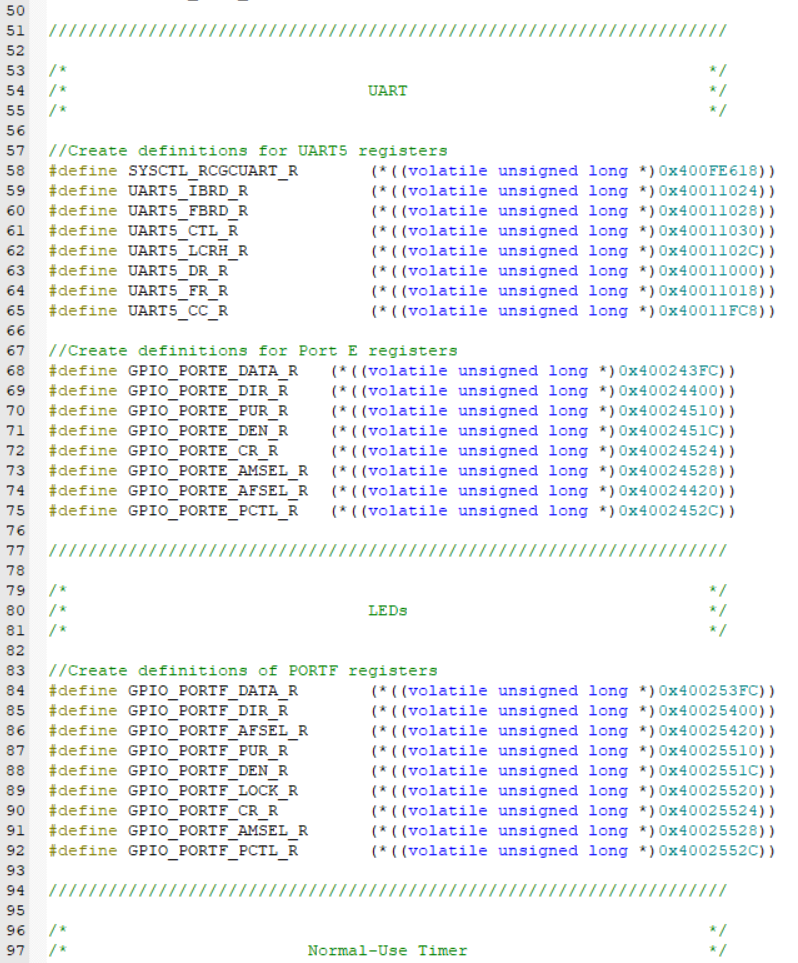 50
51 ////////////////////////////////////////////////////////////////////
52
53 /* */
54 /* UART */
55 /* */
56
57 //Create definitions for UART5 registers
58 #define SYSCTL_RCGCUART_R (*((volatile unsigned long *)0x400FE618))
59 #define UART5_IBRD_R (*((volatile unsigned long *)0x40011024))
60 #define UART5_FBRD_R (*((volatile unsigned long *)0x40011028))
61 #define UART5_CTL_R (*((volatile unsigned long *)0x40011030))
62 #define UART5_LCRH_R (*((volatile unsigned long *)0x4001102C))
63 #define UART5_DR_R (*((volatile unsigned long *)0x40011000))
64 #define UART5_FR_R (*((volatile unsigned long *)0x40011018))
65 #define UART5_CC_R (*((volatile unsigned long *)0x40011FC8))
66
67 //Create definitions for Port E registers
68 #define GPIO_PORTE_DATA_R (*((volatile unsigned long *)0x400243FC))
69 #define GPIO_PORTE_DIR_R (*((volatile unsigned long *)0x40024400))
70 #define GPIO_PORTE_PUR_R (*((volatile unsigned long *)0x40024510))
71 #define GPIO_PORTE_DEN_R (*((volatile unsigned long *)0x4002451C))
72 #define GPIO_PORTE_CR_R (*((volatile unsigned long *)0x40024524))
73 #define GPIO_PORTE_AMSEL_R (*((volatile unsigned long *)0x40024528))
74 #define GPIO_PORTE_AFSEL_R (*((volatile unsigned long *)0x40024420))
75 #define GPIO_PORTE_PCTL_R (*((volatile unsigned long *)0x4002452C))
76
77 ////////////////////////////////////////////////////////////////////
78
79 /* */
80 /* LEDs */
81 /* */
82
83 //Create definitions of PORTF registers
84 #define GPIO_PORTF_DATA_R (*((volatile unsigned long *)0x400253FC))
85 #define GPIO_PORTF_DIR_R (*((volatile unsigned long *)0x40025400))
86 #define GPIO_PORTF_AFSEL_R (*((volatile unsigned long *)0x40025420))
87 #define GPIO_PORTF_PUR_R (*((volatile unsigned long *)0x40025510))
88 #define GPIO_PORTF_DEN_R (*((volatile unsigned long *)0x4002551C))
89 #define GPIO_PORTF_LOCK_R (*((volatile unsigned long *)0x40025520))
90 #define GPIO_PORTF_CR_R (*((volatile unsigned long *)0x40025524))
91 #define GPIO_PORTF_AMSEL_R (*((volatile unsigned long *)0x40025528))
92 #define GPIO_PORTF_PCTL_R (*((volatile unsigned long *)0x4002552C))
93
94 ////////////////////////////////////////////////////////////////////
95
96 /* */
97 /* Normal-Use Timer */